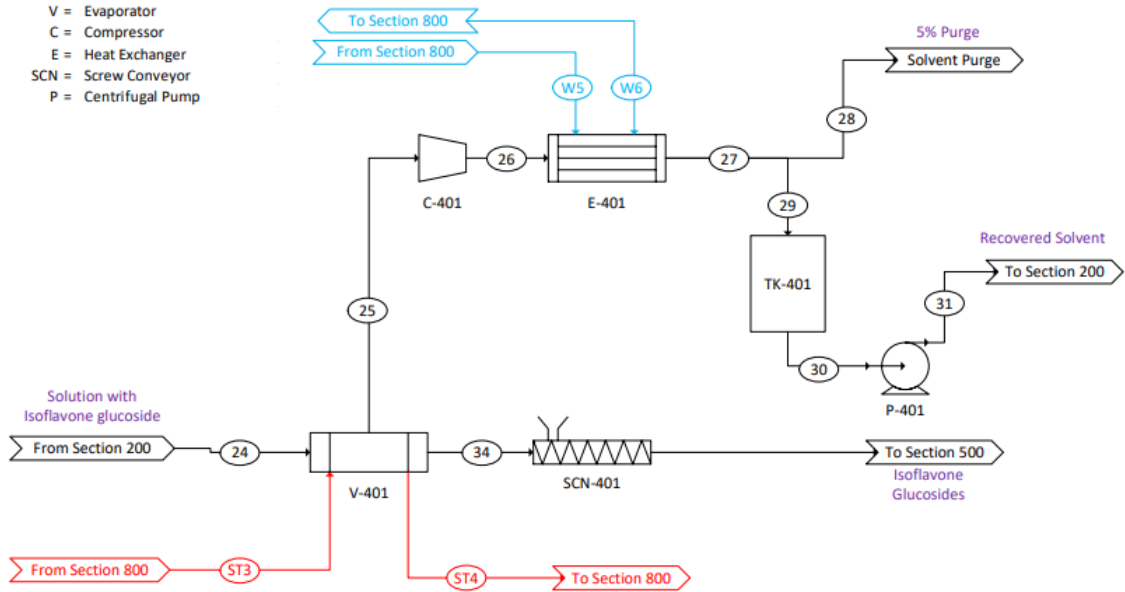 V = Evaporator
C = Compressor
E = Heat Exchanger
SCN = Screw Conveyor
P = Centrifugal Pump
To Section 800
From Section 800
W5
W6
5% Purge
Solvent Purge
28
26
27
C-401
E-401
29
Recovered Solvent
To Section 200
TK-401
31
25
30
P-401
Solution with
Isoflavone glucoside
From Section 200
24
34
To Section 500
Isoflavone
Glucosides
V-401
SCN-401
From Section 800
ST3
ST4
To Section 800